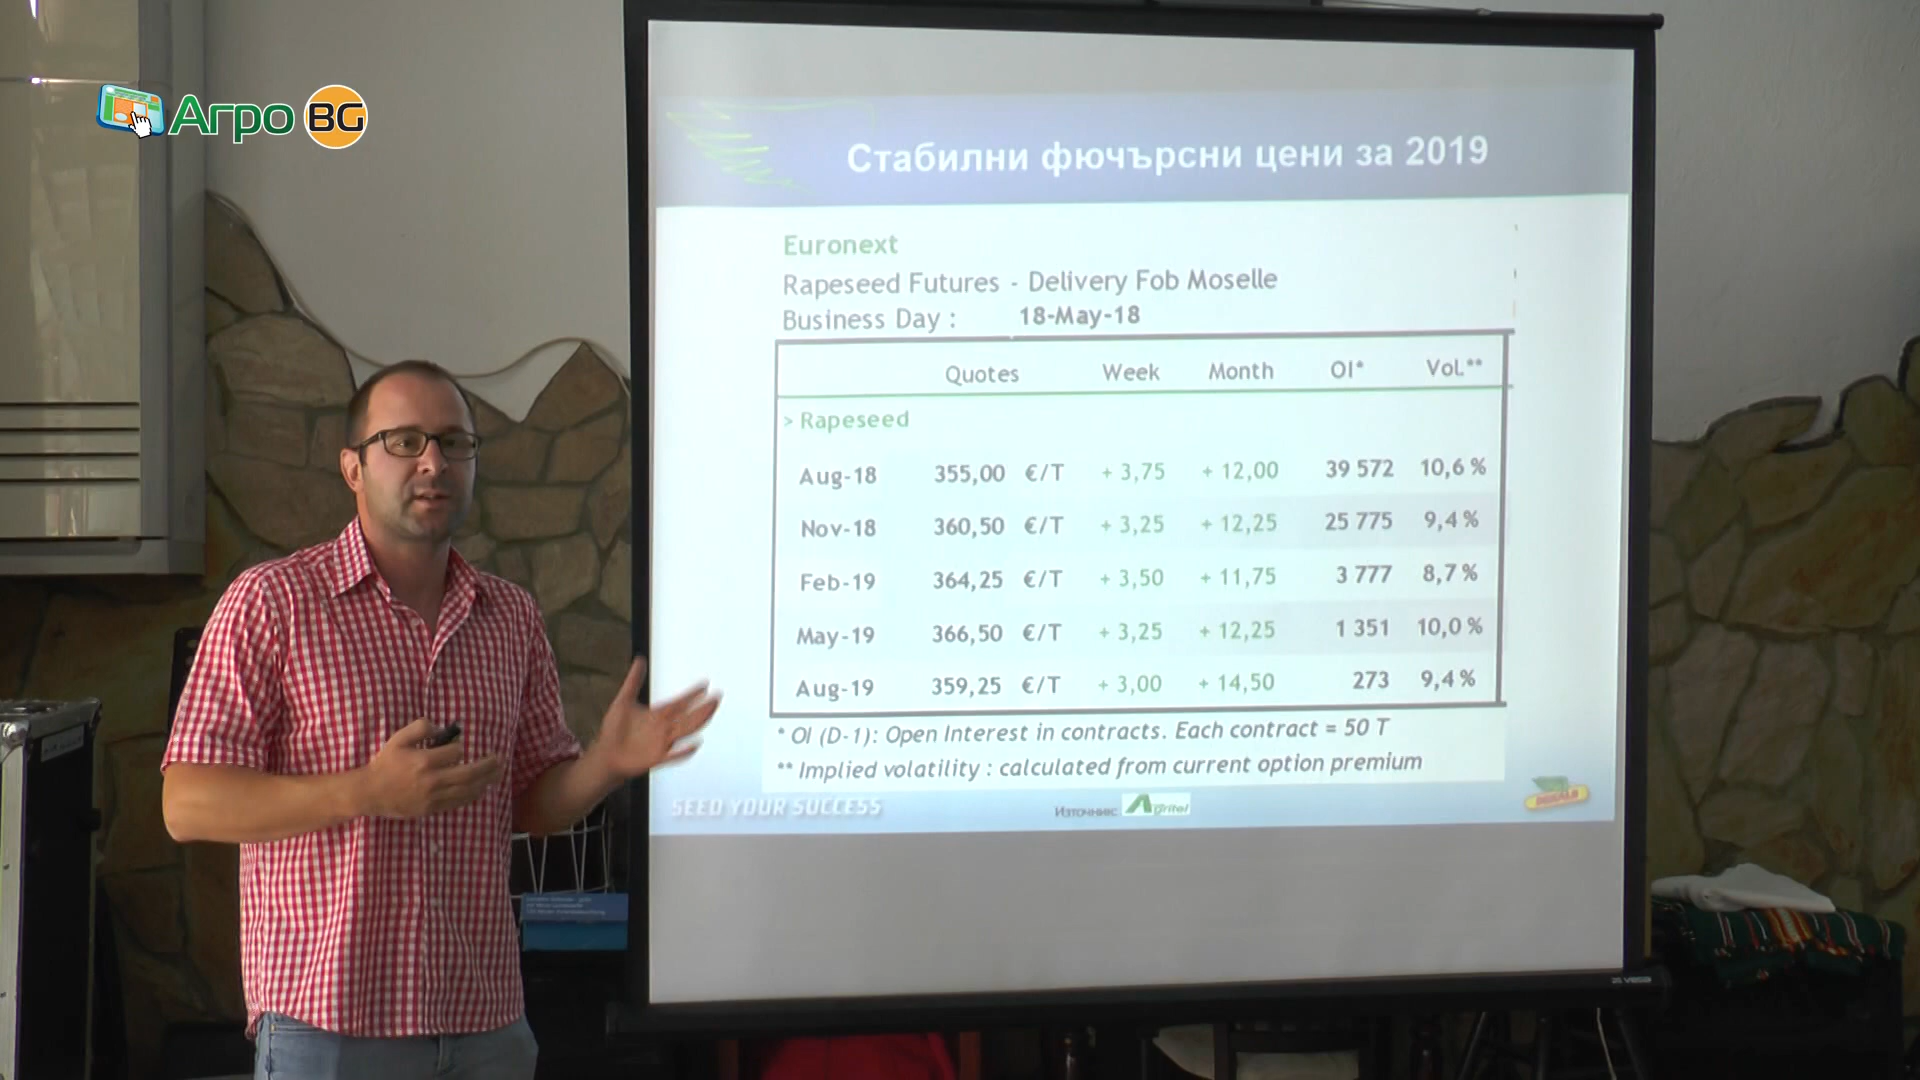 Агро BG
Стабилни фючърсни цени за 2019
Euronext
Rapeseed Futures - Delivery Fob Moselle
Business Day : 18-May-18
Quotes Week Month OI* Vol.**
> Rapeseed
Aug-18 355,00 €/T + 3,75 + 12,00 39 572 10,6 %
Nov-18 360,50 €/T + 3,25 + 12,25 25 775 9,4 %
Feb-19 364,25 €/T + 3,50 + 11,75 3 777 8,7 %
May-19 366,50 €/T + 3,25 + 12,25 1 351 10,0 %
Aug-19 359,25 €/T + 3,00 + 14,50 273 9,4 %
* OI (D-1): Open Interest in contracts. Each contract = 50 T
** Implied volatility : calculated from current option premium
SEED YOUR SUCCESS
Източник: Agritel